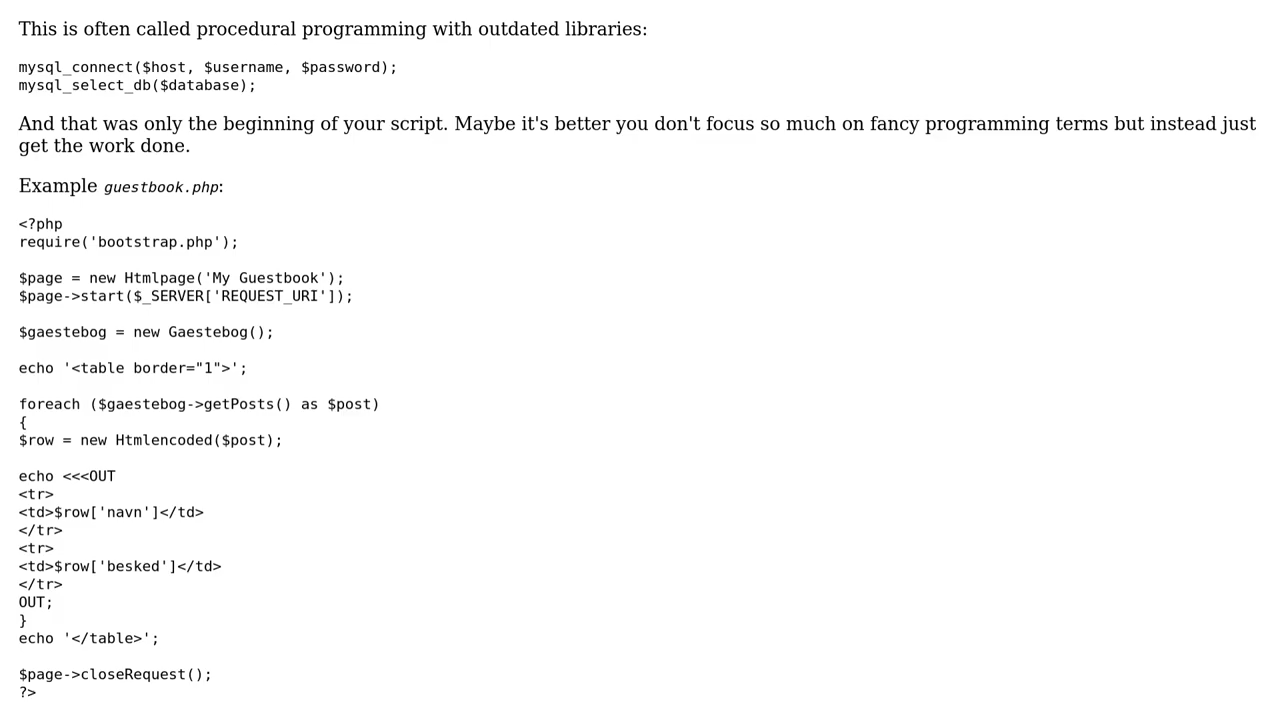 This is often called procedural programming with outdated libraries:
mysql_connect($host, $username, $password);
mysql_select_db($database);
And that was only the beginning of your script. Maybe it's better you don't focus so much on fancy programming terms but instead just
get the work done.
Example guestbook.php:
<?php
require('bootstrap.php');
$page = new Htmlpage('My Guestbook');
$page->start($_SERVER['REQUEST_URI']);
$gaestebog = new Gaestebog();
echo '<table border="1">';
foreach ($gaestebog->getPosts() as $post)
{
$row = new Htmlencoded($post);
echo <<<OUT
<tr>
<td>$row['navn']</td>
</tr>
<tr>
<td>$row['besked']</td>
</tr>
OUT;
}
echo '</table>';
$page->closeRequest();
?>